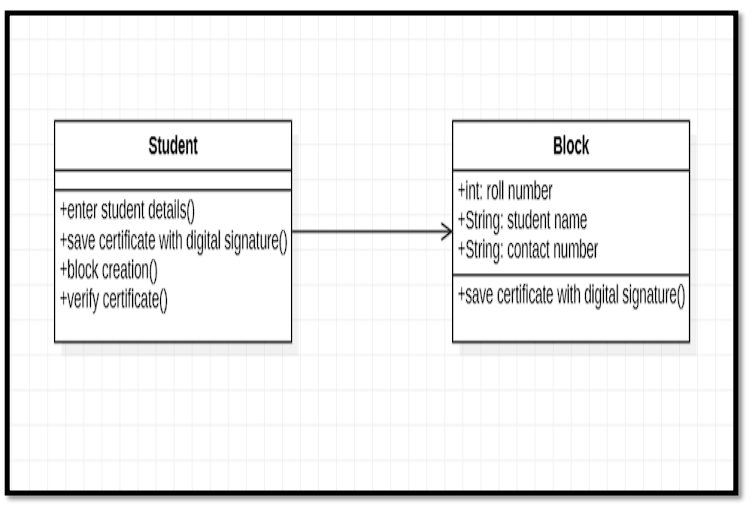 Student
+enter student details()
+save certificate with digital signature()
+block creation()
+verify certificate()
Block
+int: roll number
+String: student name
+String: contact number
+save certificate with digital signature()